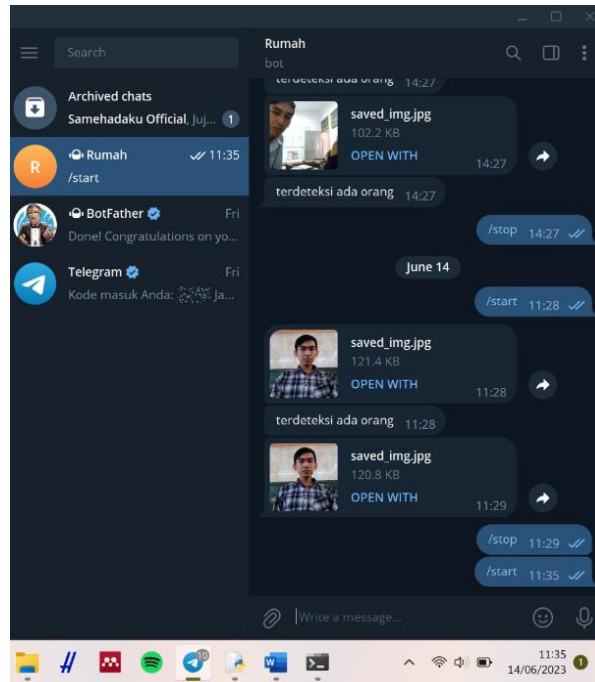 Search
Archived chats
Samehadaku Official, Juj... 1
R
Rumah 11:35
/start
BotFather Fri
Done! Congratulations on yo...
Telegram Fri
Kode masuk Anda: Ja...
Rumah
bot
terdeteksi ada orang 14:27
saved_img.jpg
102.2 KB
OPEN WITH
14:27
terdeteksi ada orang 14:27
/stop 14:27
June 14
/start 11:28
saved_img.jpg
121.4 KB
OPEN WITH
11:28
terdeteksi ada orang 11:28
saved_img.jpg
120.8 KB
OPEN WITH
11:29
/stop 11:29
/start 11:35
Write a message...
10
11:35
14/06/2023
1